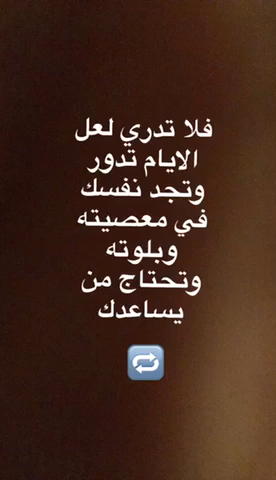 فلا تدري لعل
الايام تدور
وتجد نفسك
في معصيته
وبلوته
وتحتاج من
يساعدك